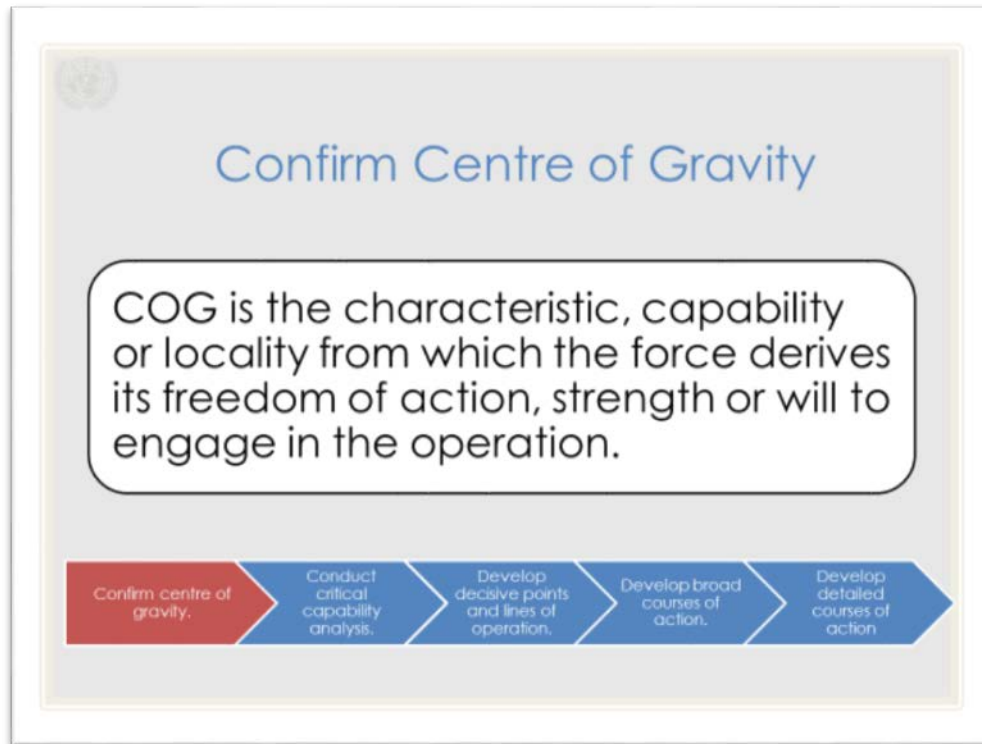 Confirm Centre of Gravity
COG is the characteristic, capability
or locality from which the force derives
its freedom of action, strength or will to
engage in the operation.
Confirm centre of
gravity.
Conduct
critical
capability
analysis.
Develop
decisive points
and lines of
operation.
Develop broad
courses of
action.
Develop
detailed
courses of
action